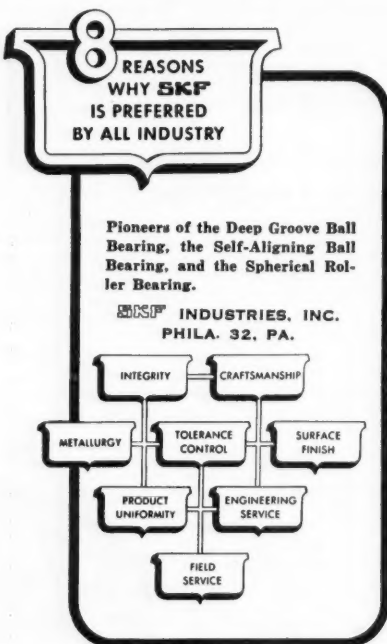 8
REASONS
WHY SKF
IS PREFERRED
BY ALL INDUSTRY
Pioneers of the Deep Groove Ball
Bearing, the Self-Aligning Ball
Bearing, and the Spherical Rol-
ler Bearing.
SKF INDUSTRIES, INC.
PHILA. 32, PA.
INTEGRITY
CRAFTSMANSHIP
METALLURGY
TOLERANCE
CONTROL
SURFACE
FINISH
PRODUCT
UNIFORMITY
ENGINEERING
SERVICE
FIELD
SERVICE